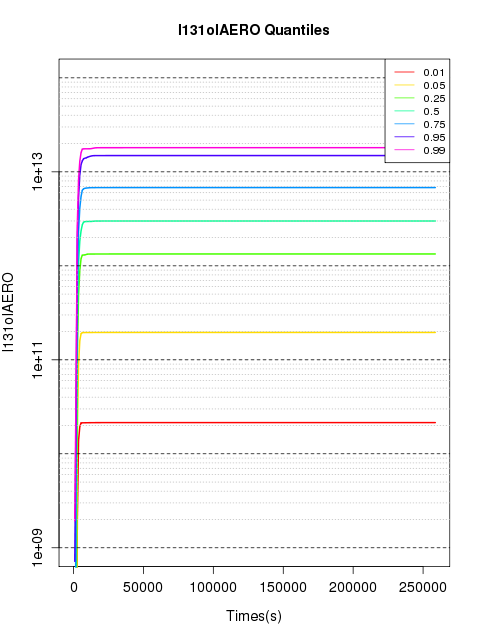 I131oIAERO Quantiles
0.01
0.05
0.25
0.5
0.75
0.95
0.99
I131oIAERO
1e+13
1e+11
1e+09
0 50000 100000 150000 200000 250000
Times(s)